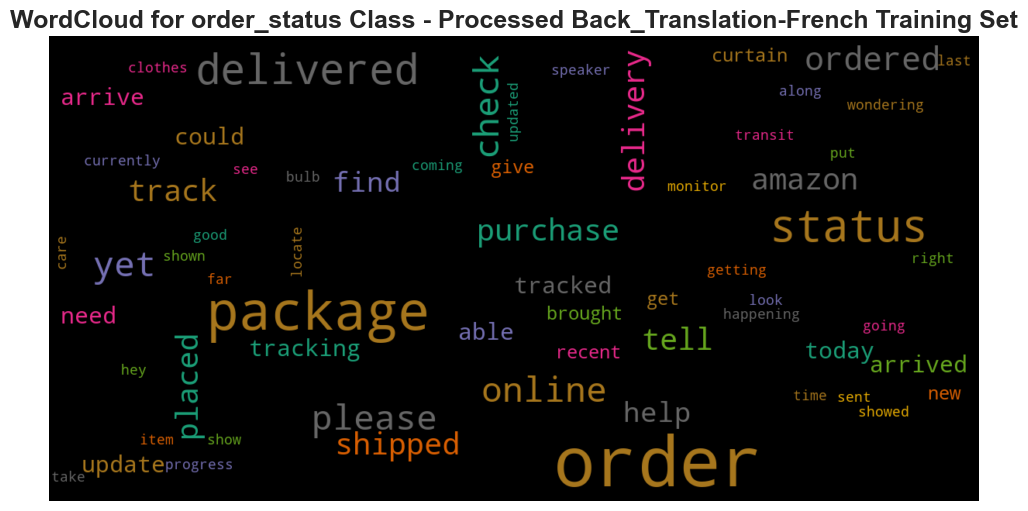 WordCloud for order_status Class - Processed Back_Translation-French Training Set
clothes
delivered
check
speaker
delivery
curtain
ordered
last
arrive
updated
along
wondering
could
transit
currently
see
bulb
find
coming
give
put
track
monitor
amazon
care
good
locate
purchase
status
yet
shown
right
far
tracked
getting
package
get
look
need
brought
happening
placed
able
tell
going
tracking
recent
today
arrived
hey
online
time
sent
new
please
help
showed
item
show
shipped
order
update
progress
take